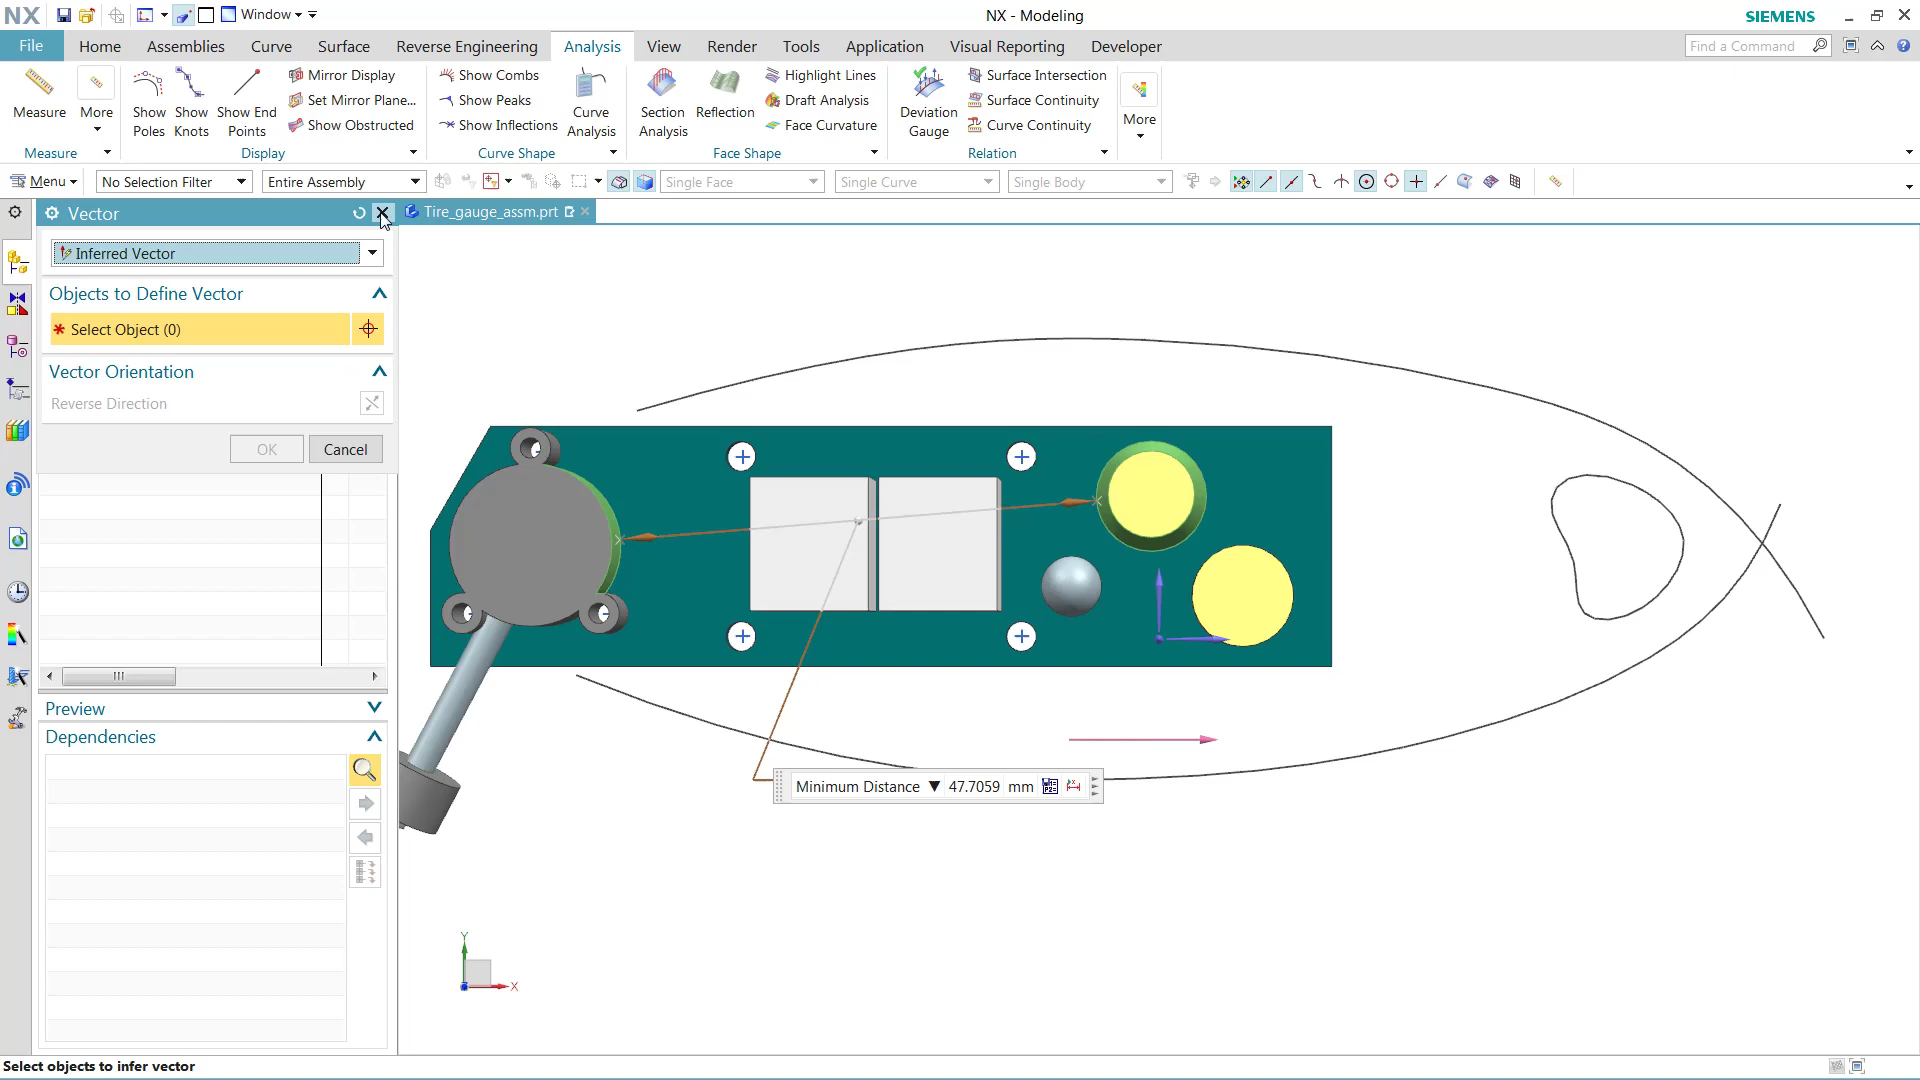 NX
Window
NX - Modeling
SIEMENS
File
Home
Assemblies
Curve
Surface
Reverse Engineering
Analysis
View
Render
Tools
Application
Visual Reporting
Developer
Find a Command
Measure
More
Show Poles
Show Knots
Show End Points
Mirror Display
Set Mirror Plane...
Show Obstructed
Show Combs
Show Peaks
Show Inflections
Curve Analysis
Section Analysis
Reflection
Highlight Lines
Draft Analysis
Face Curvature
Deviation Gauge
Surface Intersection
Surface Continuity
Curve Continuity
More
Measure
Display
Curve Shape
Face Shape
Relation
Menu
No Selection Filter
Entire Assembly
Single Face
Single Curve
Single Body
Vector
Tire_gauge_assm.prt
Inferred Vector
Objects to Define Vector
* Select Object (0)
Vector Orientation
Reverse Direction
OK
Cancel
Preview
Dependencies
Minimum Distance
47.7059
mm
Y
X
Select objects to infer vector